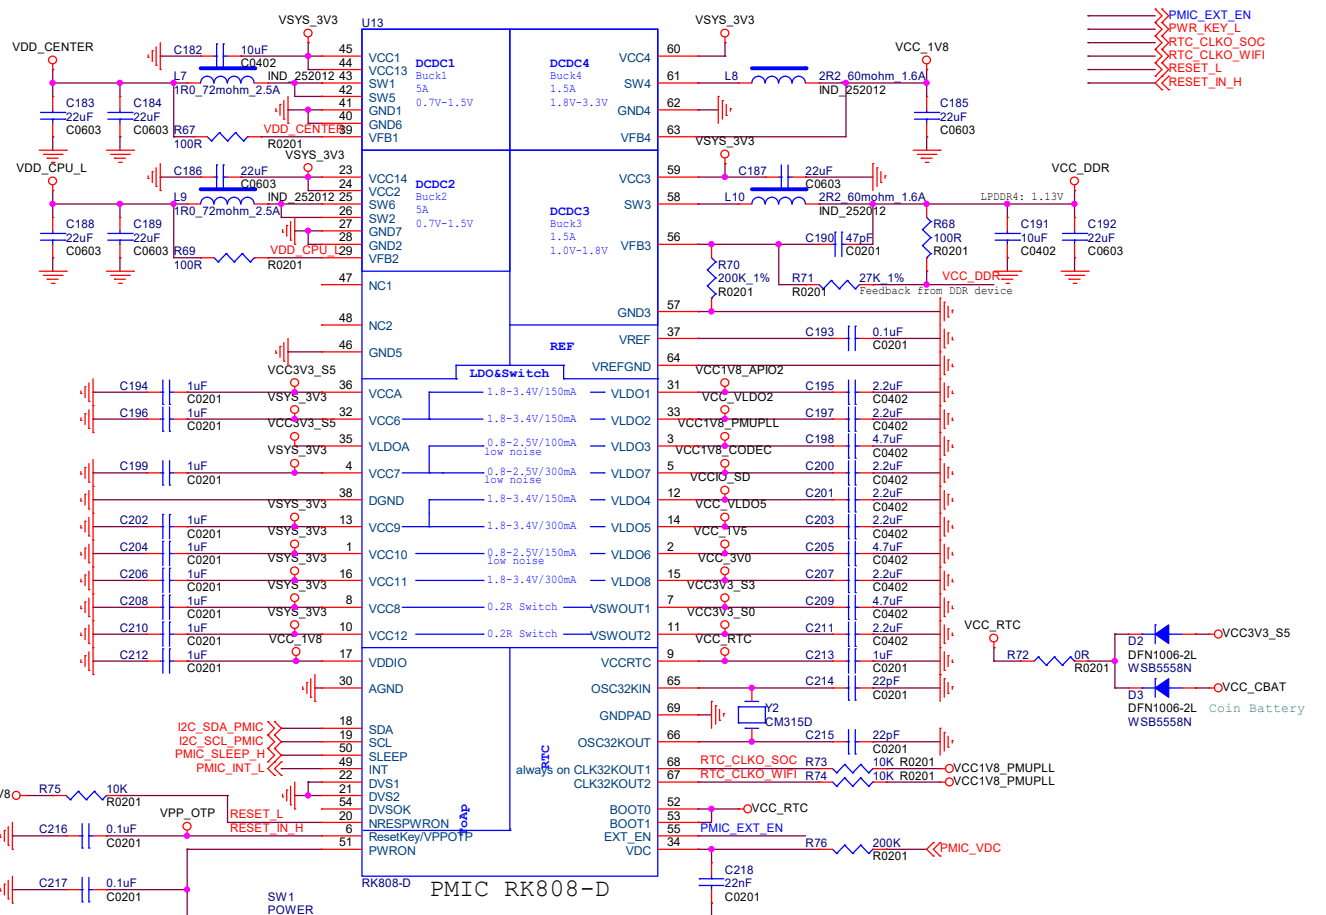 U13
VSYS_3V3
VDD_CENTER
C182 10uF
C0402
45 VCC1
44 VCC13
43 SW1
42 SW5
41 GND1
40 GND6
39 VFB1
L7 IND_252012
1R0_72mohm_2.5A
C183
22uF
C0603
C184
22uF
C0603
R67
100R
VDD_CENTER
R0201
DCDC1
Buck1
5A
0.7V-1.5V
DCDC4
Buck4
1.5A
1.8V-3.3V
VSYS_3V3
60 VCC4
61 SW4
62 GND4
63 VFB4
L8 2R2_60mohm_1.6A
IND_252012
VCC_1V8
C185
22uF
C0603
PMIC_EXT_EN
PWR_KEY_L
RTC_CLKO_SOC
RTC_CLKO_WIFI
RESET_L
RESET_IN_H
VDD_CPU_L
VSYS_3V3
C186 22uF
C0603
23 VCC14
24 VCC2
25 SW6
26 SW2
27 GND7
28 GND2
29 VFB2
L9 IND_252012
1R0_72mohm_2.5A
C188
22uF
C0603
C189
22uF
C0603
R69
100R
VDD_CPU_L
R0201
DCDC2
Buck2
5A
0.7V-1.5V
DCDC3
Buck3
1.5A
1.0V-1.8V
VSYS_3V3
59 VCC3
58 SW3
56 VFB3
57 GND3
C187 22uF
C0603
L10 2R2_60mohm_1.6A
IND_252012
VCC_DDR
LPDDR4: 1.13V
C190 47pF
C0201
R68
100R
R0201
C191
10uF
C0402
C192
22uF
C0603
R70
200K_1%
R0201
R71 27K_1%
R0201
VCC_DDR
Feedback from DDR device
47 NC1
48 NC2
46 GND5
REF
37 VREF
64 VREFGND
C193 0.1uF
C0201
LDO&Switch
VCC3V3_S5
C194 1uF
C0201
36 VCCA
1.8-3.4V/150mA
VLDO1 31
VCC1V8_APIO2
C195 2.2uF
C0402
VSYS_3V3
C196 1uF
C0201
32 VCC6
1.8-3.4V/150mA
VLDO2 33
VCC_VLDO2
C197 2.2uF
C0402
VCC3V3_S5
35 VLDOA
0.8-2.5V/100mA
low noise
VLDO3 3
VCC1V8_PMUPLL
C198 4.7uF
C0402
VSYS_3V3
C199 1uF
C0201
4 VCC7
0.8-2.5V/300mA
low noise
VLDO7 5
VCC1V8_CODEC
C200 2.2uF
C0402
38 DGND
1.8-3.4V/150mA
VLDO4 12
VCCIO_SD
C201 2.2uF
C0402
VSYS_3V3
C202 1uF
C0201
13 VCC9
1.8-3.4V/300mA
VLDO5 14
VCC_VLDO5
C203 2.2uF
C0402
VSYS_3V3
C204 1uF
C0201
1 VCC10
0.8-2.5V/150mA
low noise
VLDO6 2
VCC_1V5
C205 4.7uF
C0402
VSYS_3V3
C206 1uF
C0201
16 VCC11
1.8-3.4V/300mA
VLDO8 15
VCC_3V0
C207 2.2uF
C0402
VSYS_3V3
C208 1uF
C0201
8 VCC8
0.2R Switch
VSWOUT1 7
VCC3V3_S3
C209 4.7uF
C0402
VSYS_3V3
C210 1uF
C0201
10 VCC12
0.2R Switch
VSWOUT2 11
VCC3V3_S0
C211 2.2uF
C0402
VCC_1V8
C212 1uF
C0201
17 VDDIO
VCCRTC 9
VCC_RTC
C213 1uF
C0201
30 AGND
OSC32KIN 65
C214 22pF
C0201
GNDPAD 69
Y2
CM315D
OSC32KOUT 66
C215 22pF
C0201
VCC_RTC
R72 0R
R0201
D2
DFN1006-2L
WSB5558N
VCC3V3_S5
D3
DFN1006-2L
WSB5558N
VCC_CBAT
Coin Battery
I2C_SDA_PMIC 18 SDA
I2C_SCL_PMIC 19 SCL
PMIC_SLEEP_H 50 SLEEP
PMIC_INT_L 49 INT
22 DVS1
21 DVS2
54 DVSOK
20 NRESPWRON
6 ResetKey/VPPOTP
51 PWRON
RTC
always on
ToAp
CLK32KOUT1 68 RTC_CLKO_SOC R73 10K R0201 VCC1V8_PMUPLL
CLK32KOUT2 67 RTC_CLKO_WIFI R74 10K R0201 VCC1V8_PMUPLL
BOOT0 52 VCC_RTC
BOOT1 53
EXT_EN 55 PMIC_EXT_EN
VDC 34
R76 200K
R0201
PMIC_VDC
C218
22nF
C0201
V8 R75 10K
R0201
RESET_L
RESET_IN_H
VPP_OTP
C216 0.1uF
C0201
C217 0.1uF
C0201
SW1
POWER
RK808-D
PMIC RK808-D